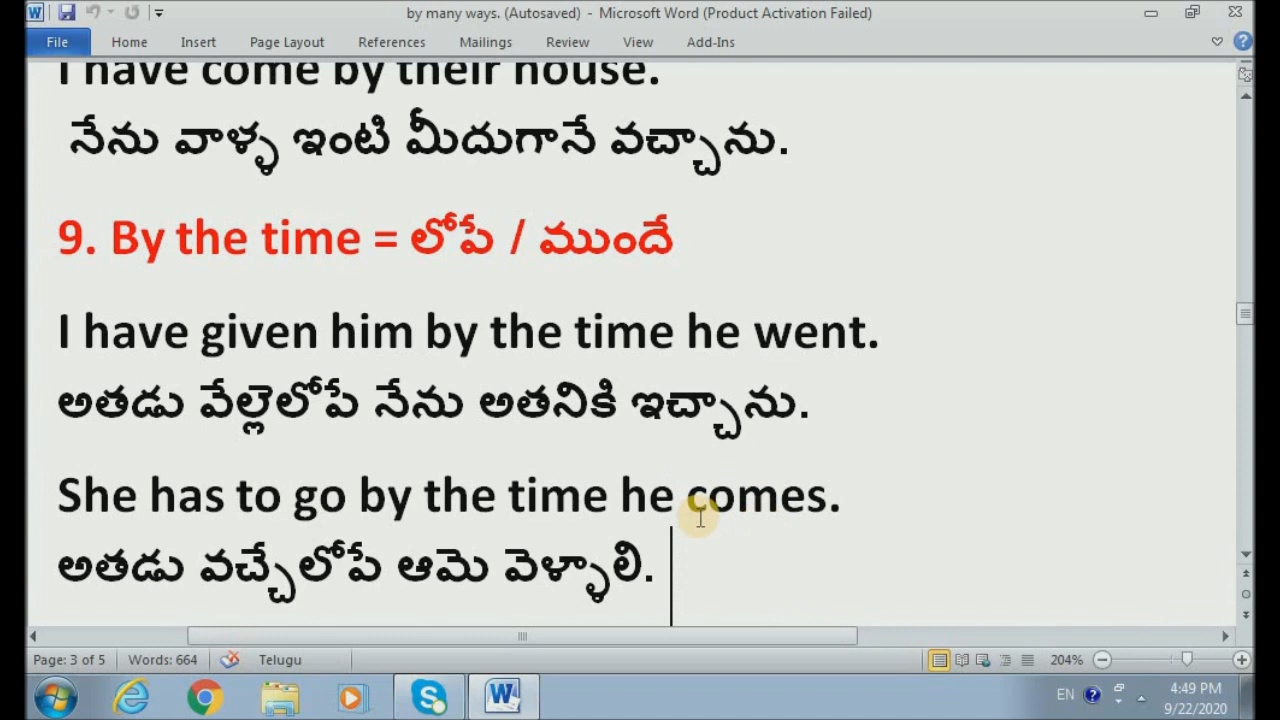 by many ways. (Autosaved) - Microsoft Word (Product Activation Failed)
File Home Insert Page Layout References Mailings Review View Add-Ins
I have come by their house.
నేను వాళ్ళ ఇంటి మీదుగానే వచ్చాను.
9. By the time = లోపే / ముందే
I have given him by the time he went.
అతడు వేల్లెలోపే నేను అతనికి ఇచ్చాను.
She has to go by the time he comes.
అతడు వచ్చేలోపే ఆమె వెళ్ళాలి.
Page: 3 of 5 Words: 664 Telugu 204%
EN 4:49 PM
9/22/2020